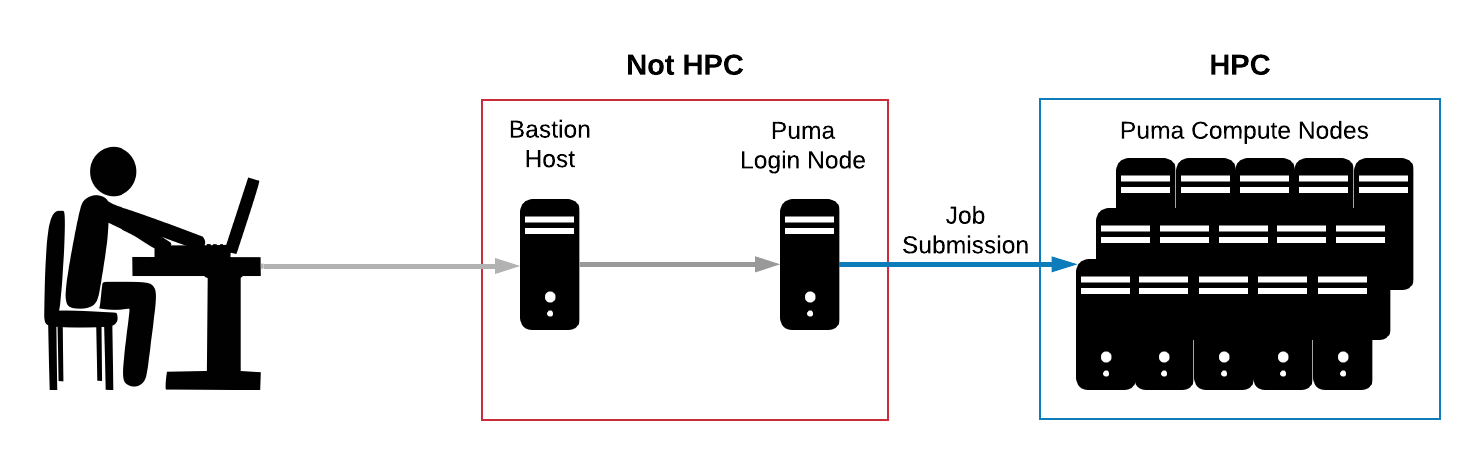 Not HPC
HPC
Bastion
Host
Puma
Login Node
Job
Submission
Puma Compute Nodes